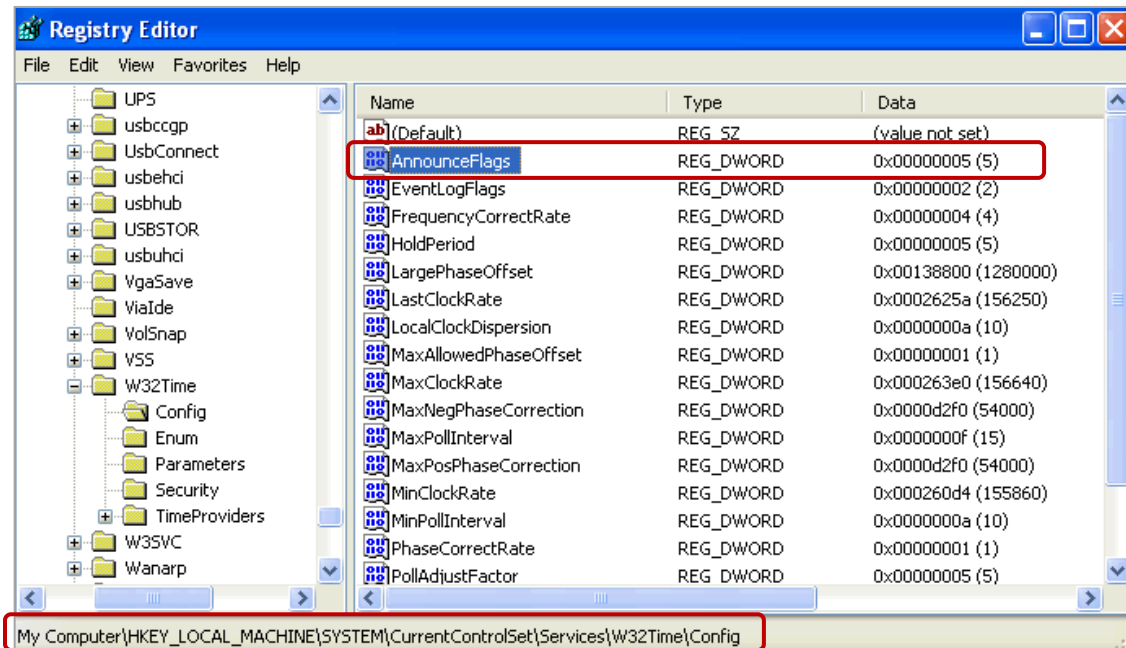 Registry Editor
File Edit View Favorites Help
UPS
usbccgp
UsbConnect
usbehci
usbhub
USBSTOR
usbuhci
VgaSave
ViaIde
VolSnap
VSS
W32Time
Config
Enum
Parameters
Security
TimeProviders
W3SVC
Wanarp
Name Type Data
(Default) REG_SZ (value not set)
AnnounceFlags REG_DWORD 0x00000005 (5)
EventLogFlags REG_DWORD 0x00000002 (2)
FrequencyCorrectRate REG_DWORD 0x00000004 (4)
HoldPeriod REG_DWORD 0x00000005 (5)
LargePhaseOffset REG_DWORD 0x00138800 (1280000)
LastClockRate REG_DWORD 0x0002625a (156250)
LocalClockDispersion REG_DWORD 0x0000000a (10)
MaxAllowedPhaseOffset REG_DWORD 0x00000001 (1)
MaxClockRate REG_DWORD 0x000263e0 (156640)
MaxNegPhaseCorrection REG_DWORD 0x0000d2f0 (54000)
MaxPollInterval REG_DWORD 0x0000000f (15)
MaxPosPhaseCorrection REG_DWORD 0x0000d2f0 (54000)
MinClockRate REG_DWORD 0x000260d4 (155860)
MinPollInterval REG_DWORD 0x0000000a (10)
PhaseCorrectRate REG_DWORD 0x00000001 (1)
PollAdjustFactor REG_DWORD 0x00000005 (5)
My Computer\HKEY_LOCAL_MACHINE\SYSTEM\CurrentControlSet\Services\W32Time\Config